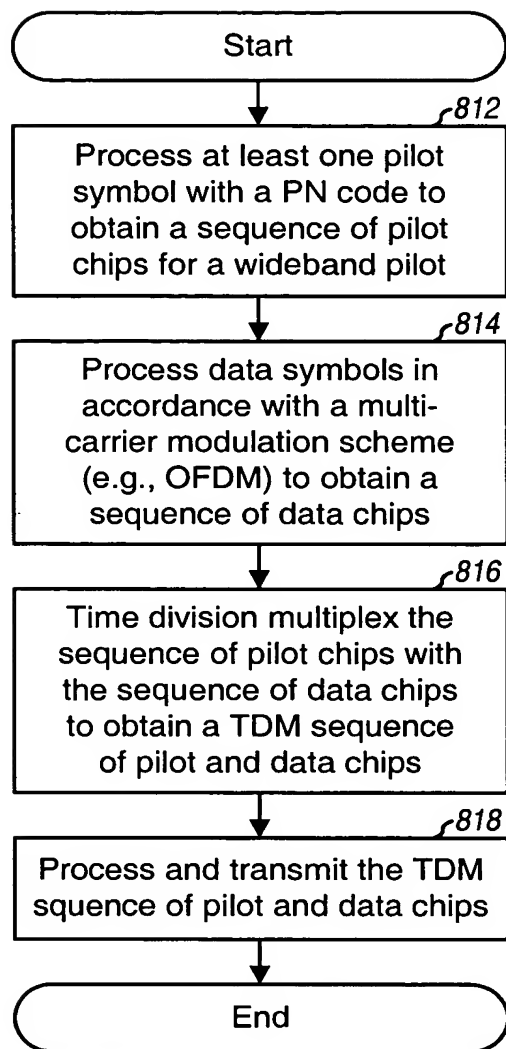 Start
812
Process at least one pilot
symbol with a PN code to
obtain a sequence of pilot
chips for a wideband pilot
814
Process data symbols in
accordance with a multi-
carrier modulation scheme
(e.g., OFDM) to obtain a
sequence of data chips
816
Time division multiplex the
sequence of pilot chips with
the sequence of data chips
to obtain a TDM sequence
of pilot and data chips
818
Process and transmit the TDM
squence of pilot and data chips
End